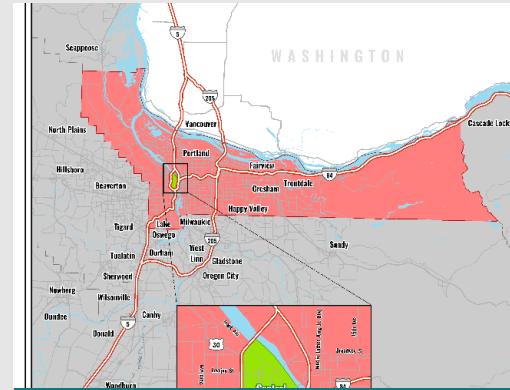 5
Scappoose
WASHINGTON
205
Cascade Lock
Vancouver
North Plains
Portland
Fairview
84
Hillsboro
Troutdale
Beaverton
Gresham
Happy Valley
Tigard
Lake
Oswego
Milwaukie
205
Sandy
Tualatin
Durham
West
Linn
Gladstone
Sherwood
Oregon City
Newberg
Wilsonville
Dundee
Canby
5
Donald
30
Woodburn
84